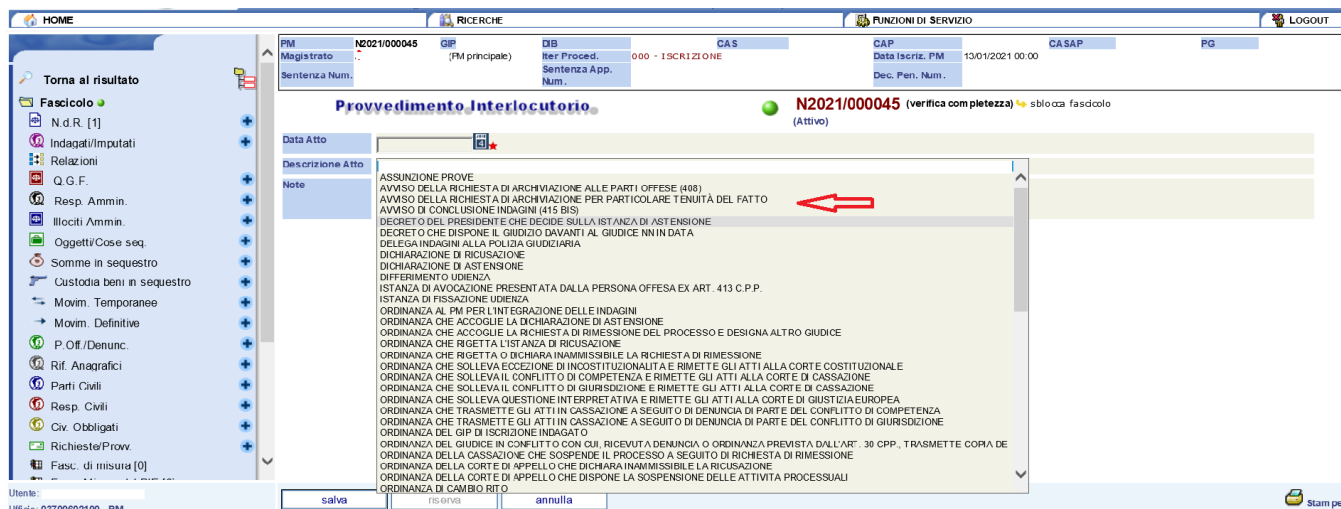 HOME RICERCHE FUNZIONI DI SERVIZIO LOGOUT
PM N2021/000045 GIP DIB CAS CAP CASAP PG
Magistrato (PM principale) Iter Proced. 000 - ISCRIZIONE Data Iscriz. PM 13/01/2021 00:00
Sentenza Num. Sentenza App. Num. Dec. Pen. Num.
Torna al risultato
Fascicolo
N.d.R. [1]
Indagati/Imputati
Relazioni
Q.G.F.
Resp. Ammin.
Illociti Ammin.
Oggetti/Cose seq.
Somme in sequestro
Custodia beni in sequestro
Movim. Temporanee
Movim. Definitive
P.Off./Denunc.
Rif. Anagrafici
Parti Civili
Resp. Civili
Civ. Obbligati
Richieste/Provv.
Fasc. di misura [0]
Utente:
Provvedimento Interlocutorio
N2021/000045 (verifica completezza) sblocca fascicolo
(Attivo)
Data Atto
Descrizione Atto
Note
ASSUNZIONE PROVE
AVVISO DELLA RICHIESTA DI ARCHIVIAZIONE ALLE PARTI OFFESE (408)
AVVISO DELLA RICHIESTA DI ARCHIVIAZIONE PER PARTICOLARE TENUITÀ DEL FATTO
AVVISO DI CONCLUSIONE INDAGINI (415 BIS)
DECRETO DEL PRESIDENTE CHE DECIDE SULLA ISTANZA DI ASTENSIONE
DECRETO CHE DISPONE IL GIUDIZIO DAVANTI AL GIUDICE NN IN DATA
DELEGA INDAGINI ALLA POLIZIA GIUDIZIARIA
DICHIARAZIONE DI RICUSAZIONE
DICHIARAZIONE DI ASTENSIONE
DIFFERIMENTO UDIENZA
ISTANZA DI AVOCAZIONE PRESENTATA DALLA PERSONA OFFESA EX ART. 413 C.P.P.
ISTANZA DI FISSAZIONE UDIENZA
ORDINANZA AL PM PER L'INTEGRAZIONE DELLE INDAGINI
ORDINANZA CHE ACCOGLIE LA DICHIARAZIONE DI ASTENSIONE
ORDINANZA CHE ACCOGLIE LA RICHIESTA DI RIMESSIONE DEL PROCESSO E DESIGNA ALTRO GIUDICE
ORDINANZA CHE RIGETTA L'ISTANZA DI RICUSAZIONE
ORDINANZA CHE RIGETTA O DICHIARA INAMMISSIBILE LA RICHIESTA DI RIMESSIONE
ORDINANZA CHE SOLLEVA ECCEZIONE DI INCOSTITUZIONALITA E RIMETTE GLI ATTI ALLA CORTE COSTITUZIONALE
ORDINANZA CHE SOLLEVA IL CONFLITTO DI COMPETENZA E RIMETTE GLI ATTI ALLA CORTE DI CASSAZIONE
ORDINANZA CHE SOLLEVA IL CONFLITTO DI GIURISDIZIONE E RIMETTE GLI ATTI ALLA CORTE DI CASSAZIONE
ORDINANZA CHE SOLLEVA QUESTIONE INTERPRETATIVA E RIMETTE GLI ATTI ALLA CORTE DI GIUSTIZIA EUROPEA
ORDINANZA CHE TRASMETTE GLI ATTI IN CASSAZIONE A SEGUITO DI DENUNCIA DI PARTE DEL CONFLITTO DI COMPETENZA
ORDINANZA CHE TRASMETTE GLI ATTI IN CASSAZIONE A SEGUITO DI DENUNCIA DI PARTE DEL CONFLITTO DI GIURISDIZIONE
ORDINANZA DEL GIP DI ISCRIZIONE INDAGATO
ORDINANZA DEL GIUDICE IN CONFLITTO CON CUI, RICEVUTA DENUNCIA O ORDINANZA PREVISTA DALL'ART. 30 CPP., TRASMETTE COPIA DE
ORDINANZA DELLA CASSAZIONE CHE SOSPENDE IL PROCESSO A SEGUITO DI RICHIESTA DI RIMESSIONE
ORDINANZA DELLA CORTE DI APPELLO CHE DICHIARA INAMMISSIBILE LA RICUSAZIONE
ORDINANZA DELLA CORTE DI APPELLO CHE DISPONE LA SOSPENSIONE DELLE ATTIVITA PROCESSUALI
ORDINANZA DI CAMBIO RITO
salva riserva annulla
Stampe